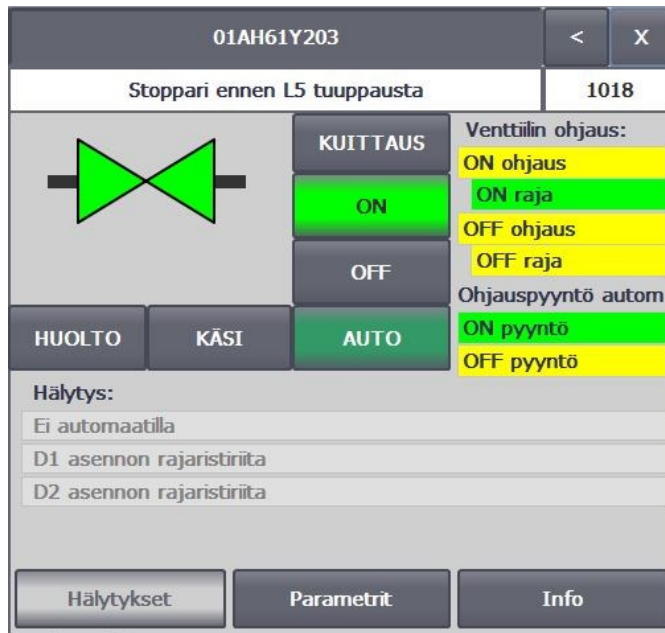 01AH61Y203
<
X
Stoppari ennen L5 tuuppausta
1018
KUITTAUS
ON
OFF
HUOLTO
KÄSI
AUTO
Venttiilin ohjaus:
ON ohjaus
ON raja
OFF ohjaus
OFF raja
Ohjauspyyntö autom
ON pyyntö
OFF pyyntö
Hälytys:
Ei automaatilla
D1 asennon rajaristiriita
D2 asennon rajaristiriita
Hälytykset
Parametrit
Info